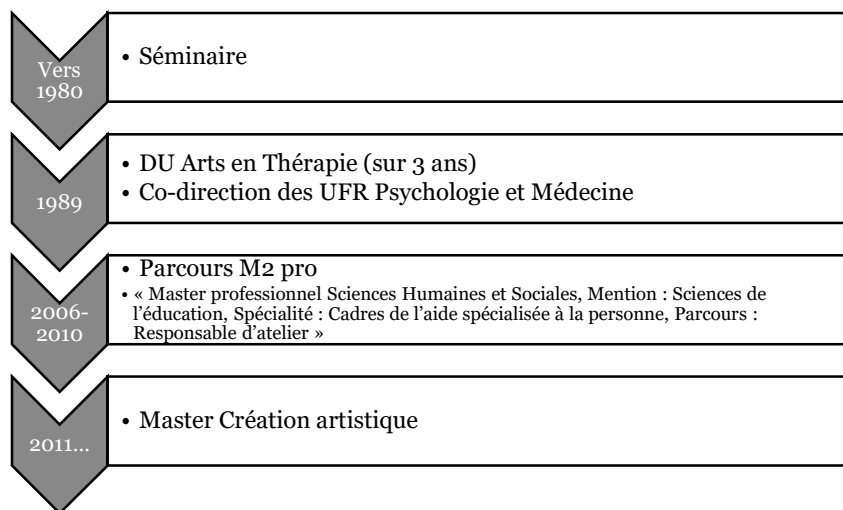 Vers
1980
• Séminaire
1989
• DU Arts en Thérapie (sur 3 ans)
• Co-direction des UFR Psychologie et Médecine
2006-
2010
• Parcours M2 pro
• « Master professionnel Sciences Humaines et Sociales, Mention : Sciences de
l’éducation, Spécialité : Cadres de l’aide spécialisée à la personne, Parcours :
Responsable d’atelier »
2011...
• Master Création artistique